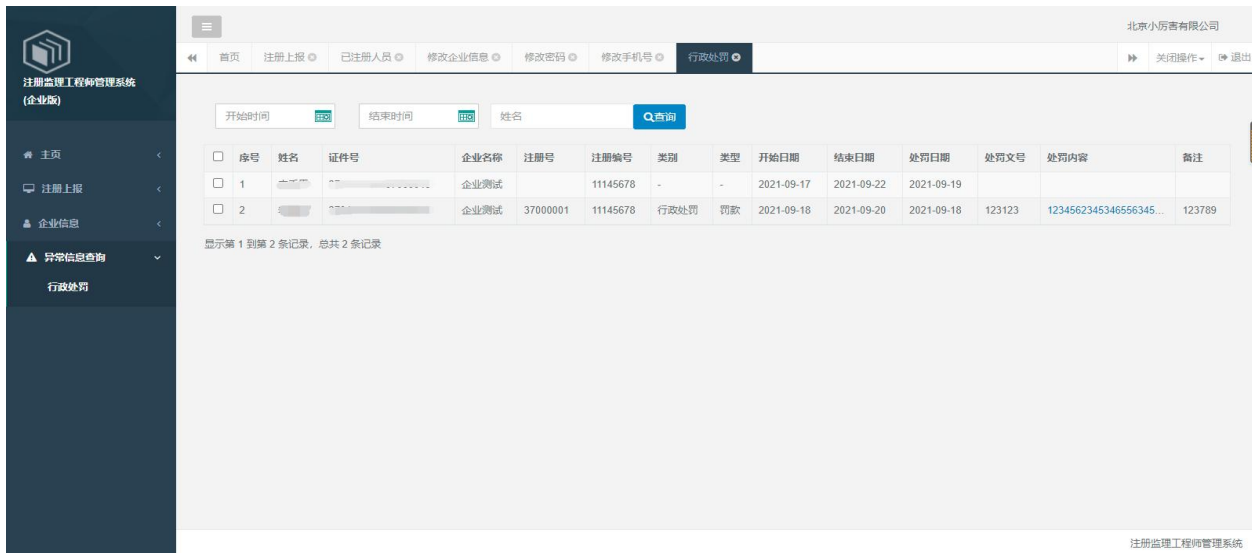 北京小厉害有限公司
首页 注册上报 已注册人员 修改企业信息 修改密码 修改手机号 行政处罚 关闭操作 退出
注册监理工程师管理系统
(企业版)
开始时间 结束时间 姓名 查询
主页
注册上报
企业信息
异常信息查询
行政处罚
序号 姓名 证件号 企业名称 注册号 注册编号 类别 类型 开始日期 结束日期 处罚日期 处罚文号 处罚内容 备注
1 企业测试 11145678 - - 2021-09-17 2021-09-22 2021-09-19
2 企业测试 37000001 11145678 行政处罚 罚款 2021-09-18 2021-09-20 2021-09-18 123123 1234562345346556345... 123789
显示第 1 到第 2 条记录，总共 2 条记录
注册监理工程师管理系统